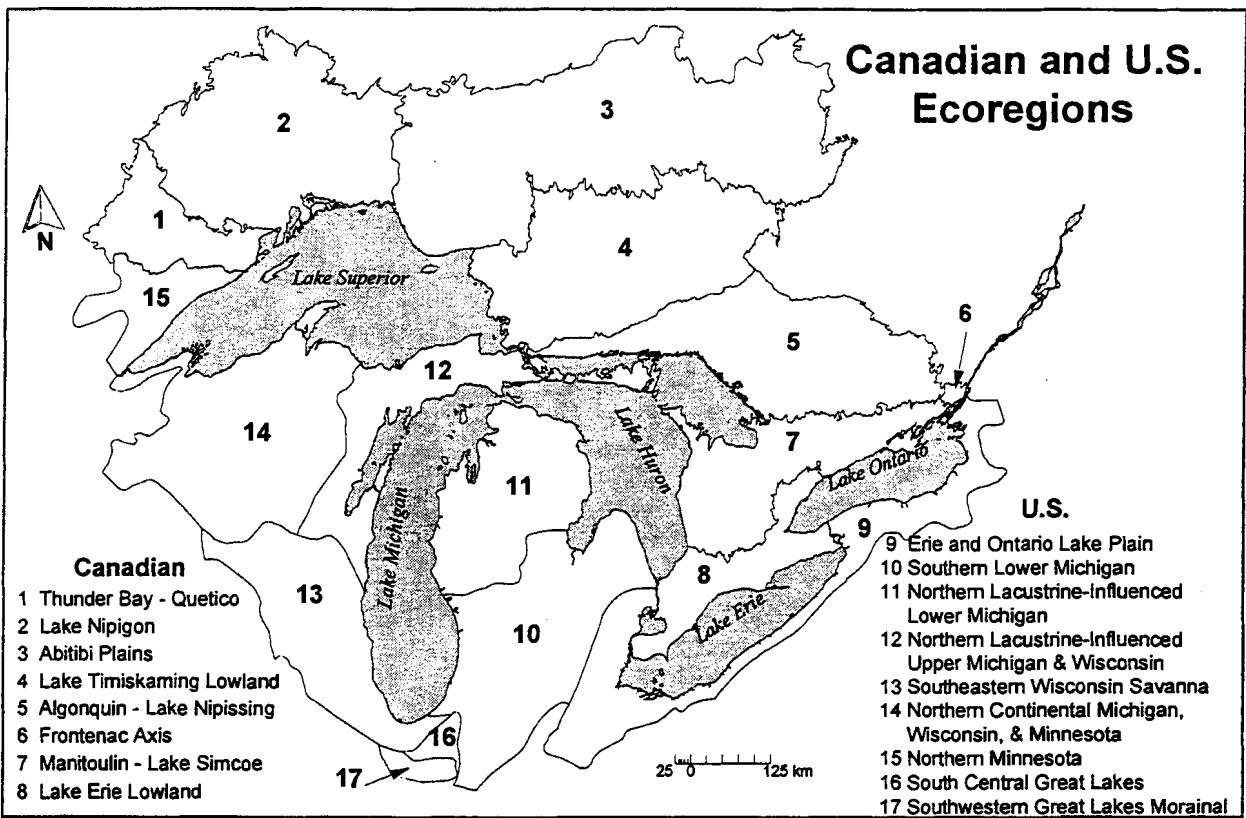 Canadian and U.S.
Ecoregions
2
3
1
N
4
Lake Superior
15
6
5
12
14
7
Lake Huron
Lake Ontario
11
Lake Michigan
9
8
13
Lake Erie
10
16
17
25 0 125 km
Canadian
1 Thunder Bay - Quetico
2 Lake Nipigon
3 Abitibi Plains
4 Lake Timiskaming Lowland
5 Algonquin - Lake Nipissing
6 Frontenac Axis
7 Manitoulin - Lake Simcoe
8 Lake Erie Lowland
U.S.
9 Erie and Ontario Lake Plain
10 Southern Lower Michigan
11 Northern Lacustrine-Influenced
Lower Michigan
12 Northern Lacustrine-Influenced
Upper Michigan & Wisconsin
13 Southeastern Wisconsin Savanna
14 Northern Continental Michigan,
Wisconsin, & Minnesota
15 Northern Minnesota
16 South Central Great Lakes
17 Southwestern Great Lakes Morainal